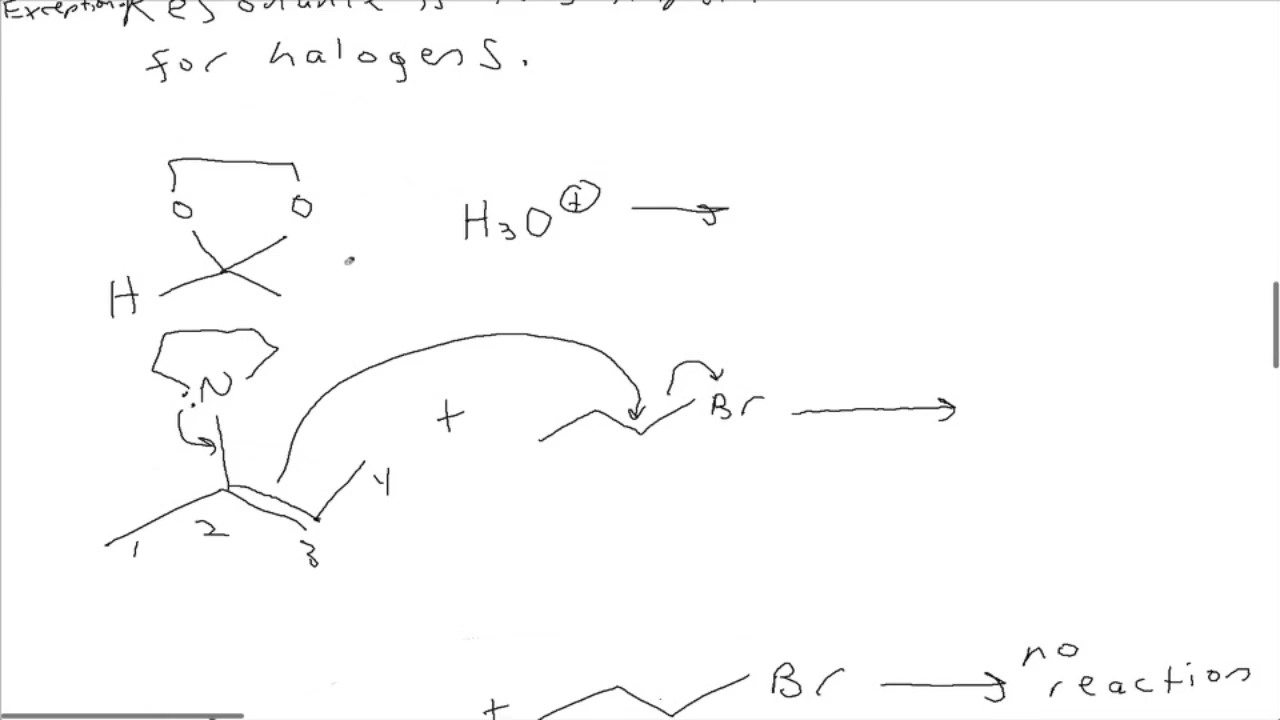 Exception
for halogens.
O O
H
H3O+
N
+
Br
4
1 2 3
+
Br
no
reaction